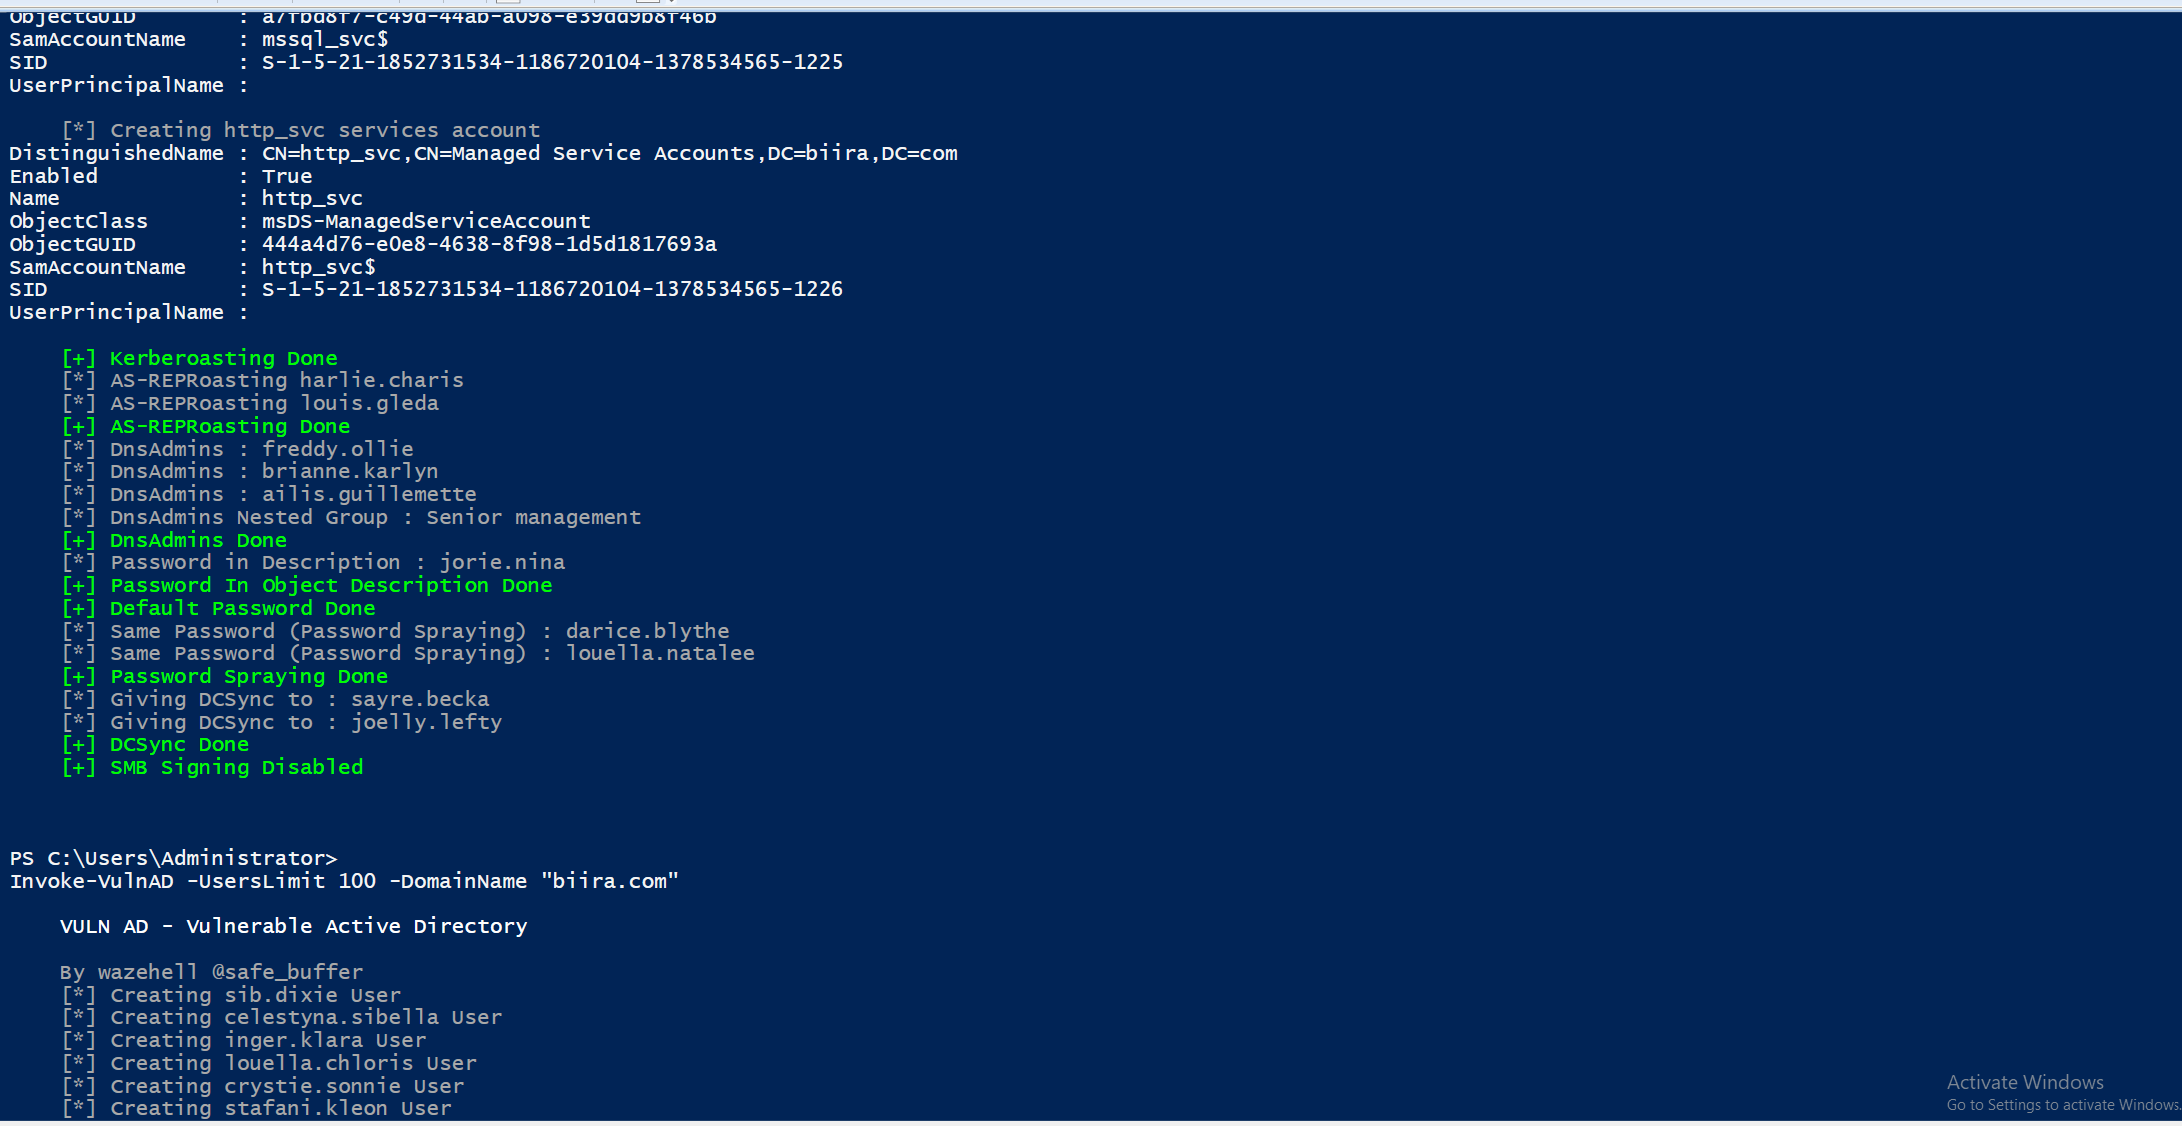 ObjectGUID        : a7fbd8f7-c49d-44ab-a098-e39dd9b8f46b
SamAccountName    : mssql_svc$
SID               : S-1-5-21-1852731534-1186720104-1378534565-1225
UserPrincipalName :
[*] Creating http_svc services account
DistinguishedName : CN=http_svc,CN=Managed Service Accounts,DC=biira,DC=com
Enabled           : True
Name              : http_svc
ObjectClass       : msDS-ManagedServiceAccount
ObjectGUID        : 444a4d76-e0e8-4638-8f98-1d5d1817693a
SamAccountName    : http_svc$
SID               : S-1-5-21-1852731534-1186720104-1378534565-1226
UserPrincipalName :
[+] Kerberoasting Done
[*] AS-REPRoasting harlie.charis
[*] AS-REPRoasting louis.gleda
[+] AS-REPRoasting Done
[*] DnsAdmins : freddy.ollie
[*] DnsAdmins : brianne.karlyn
[*] DnsAdmins : ailis.guillemette
[*] DnsAdmins Nested Group : Senior management
[+] DnsAdmins Done
[*] Password in Description : jorie.nina
[+] Password In Object Description Done
[+] Default Password Done
[*] Same Password (Password Spraying) : darice.blythe
[*] Same Password (Password Spraying) : louella.natalee
[+] Password Spraying Done
[*] Giving DCSync to : sayre.becka
[*] Giving DCSync to : joelly.lefty
[+] DCSync Done
[+] SMB Signing Disabled
PS C:\Users\Administrator>
Invoke-VulnAD -UsersLimit 100 -DomainName "biira.com"
VULN AD - Vulnerable Active Directory
By wazehell @safe_buffer
[*] Creating sib.dixie User
[*] Creating celestyna.sibella User
[*] Creating inger.klara User
[*] Creating louella.chloris User
[*] Creating crystie.sonnie User
[*] Creating stafani.kleon User
Activate Windows
Go to Settings to activate Windows.